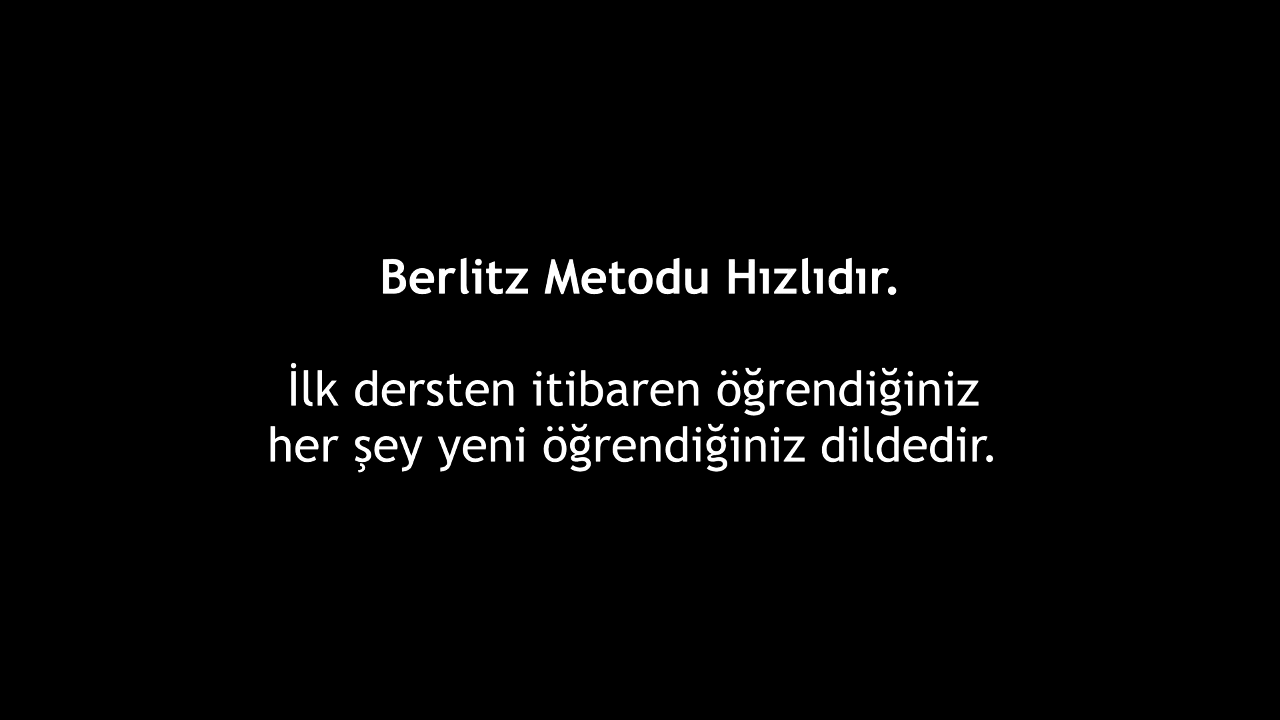 Berlitz Metodu Hızlıdır.
İlk dersten itibaren öğrendiğiniz
her şey yeni öğrendiğiniz dildedir.